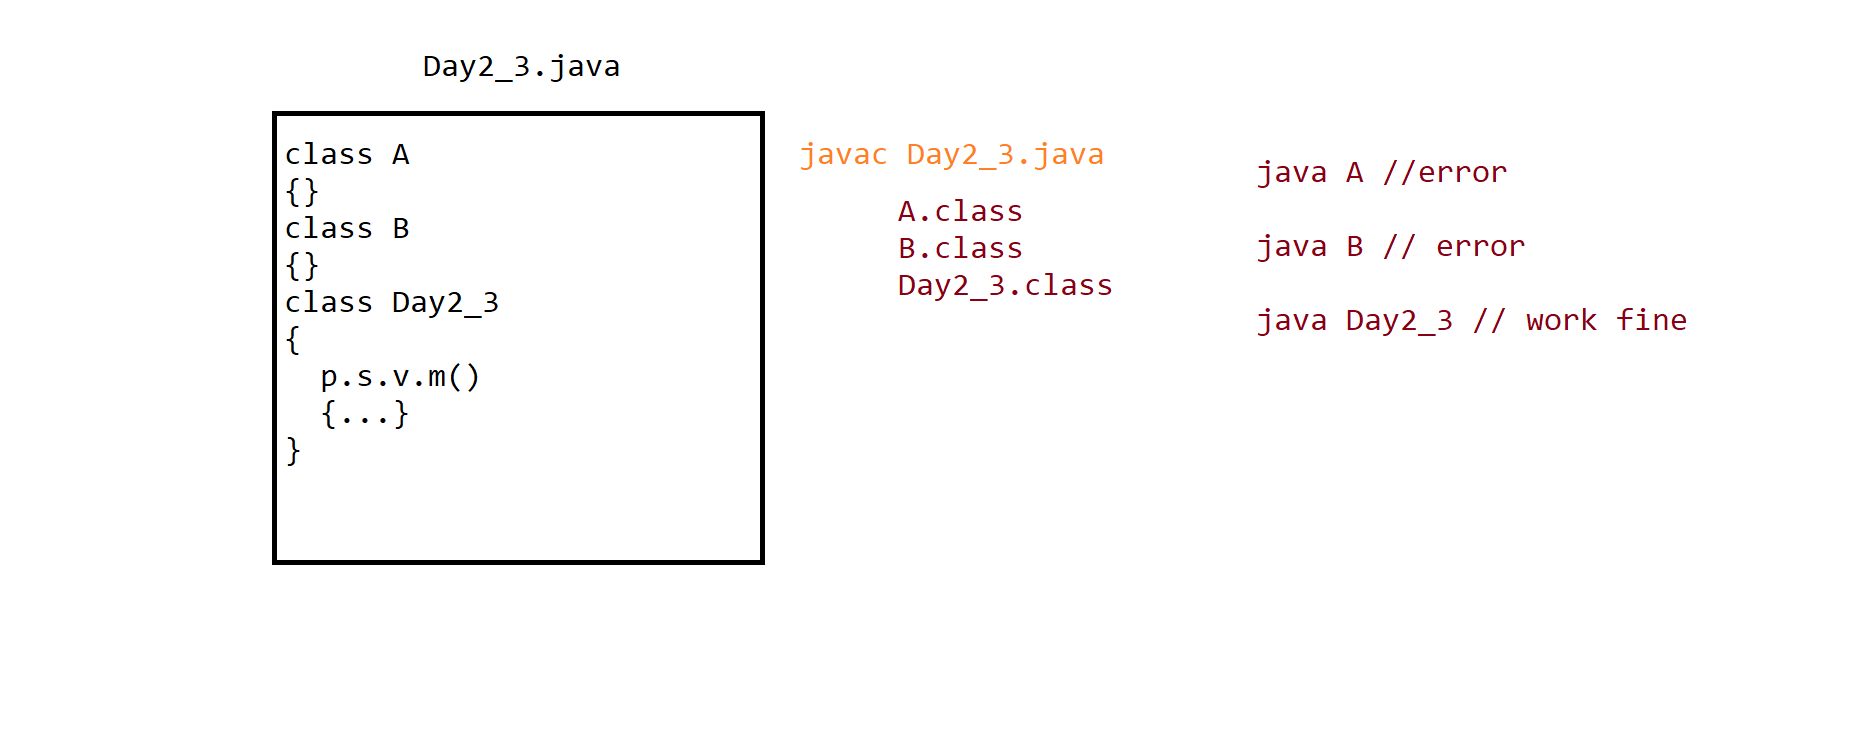 Day2_3.java
class A
{}
class B
{}
class Day2_3
{
  p.s.v.m()
  {...}
}
javac Day2_3.java
A.class
B.class
Day2_3.class
java A //error
java B // error
java Day2_3 // work fine